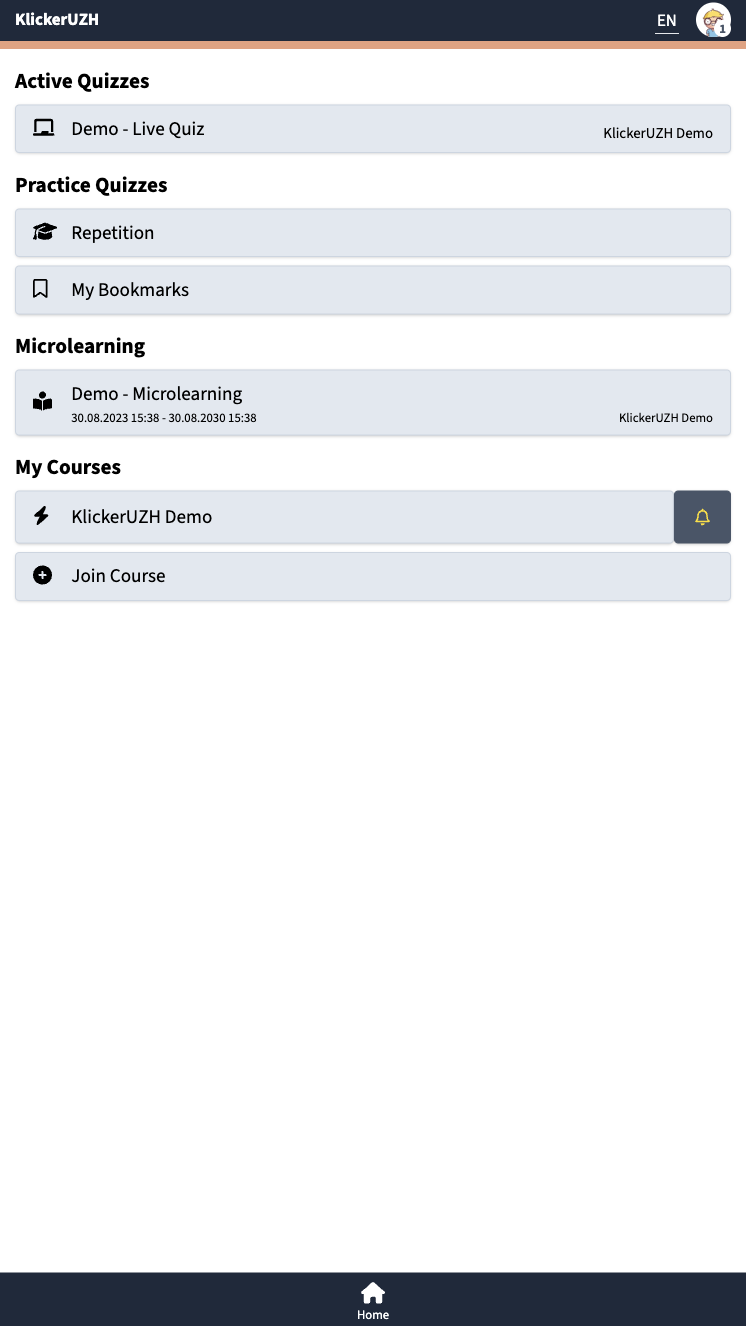 KlickerUZH
EN
1
Active Quizzes
Demo - Live Quiz
KlickerUZH Demo
Practice Quizzes
Repetition
My Bookmarks
Microlearning
Demo - Microlearning
30.08.2023 15:38 - 30.08.2030 15:38
KlickerUZH Demo
My Courses
KlickerUZH Demo
Join Course
Home